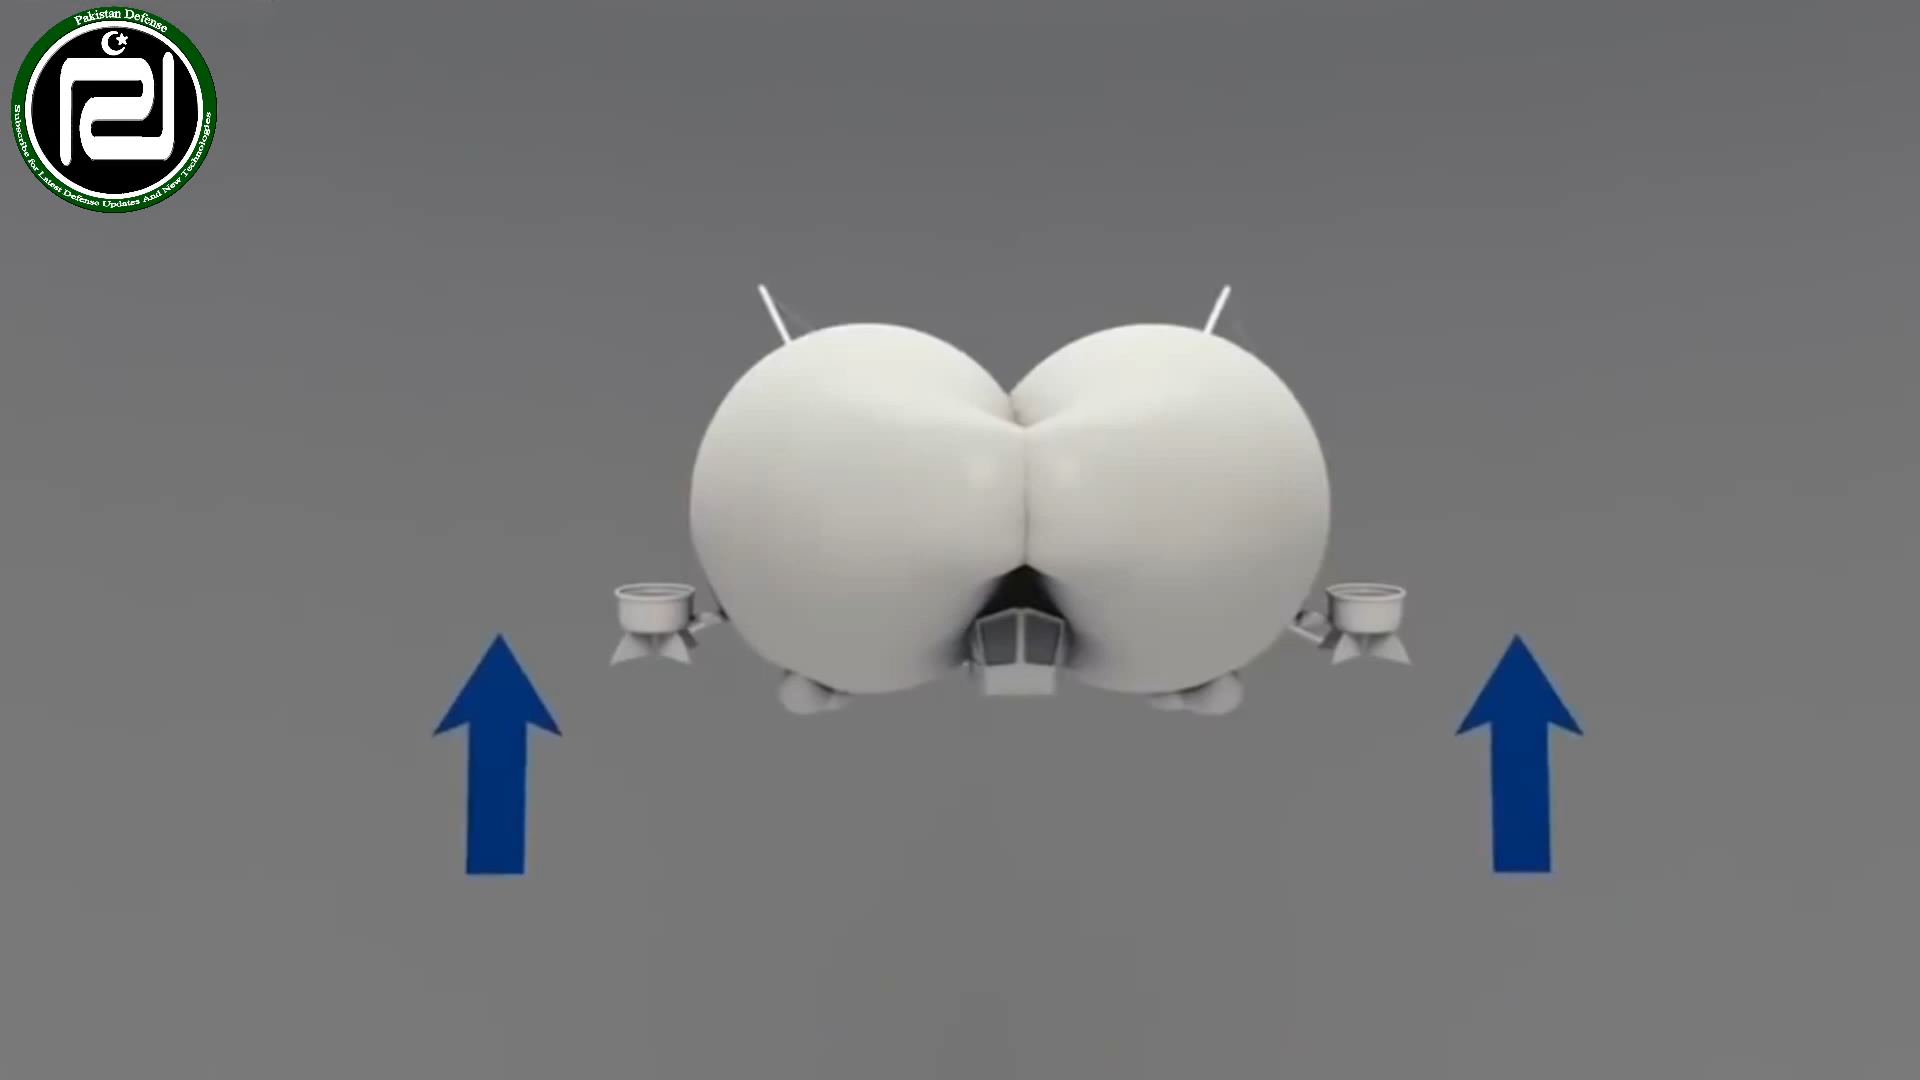 Pakistan Defense
Subscribe for Latest Defense Updates And New Technologies